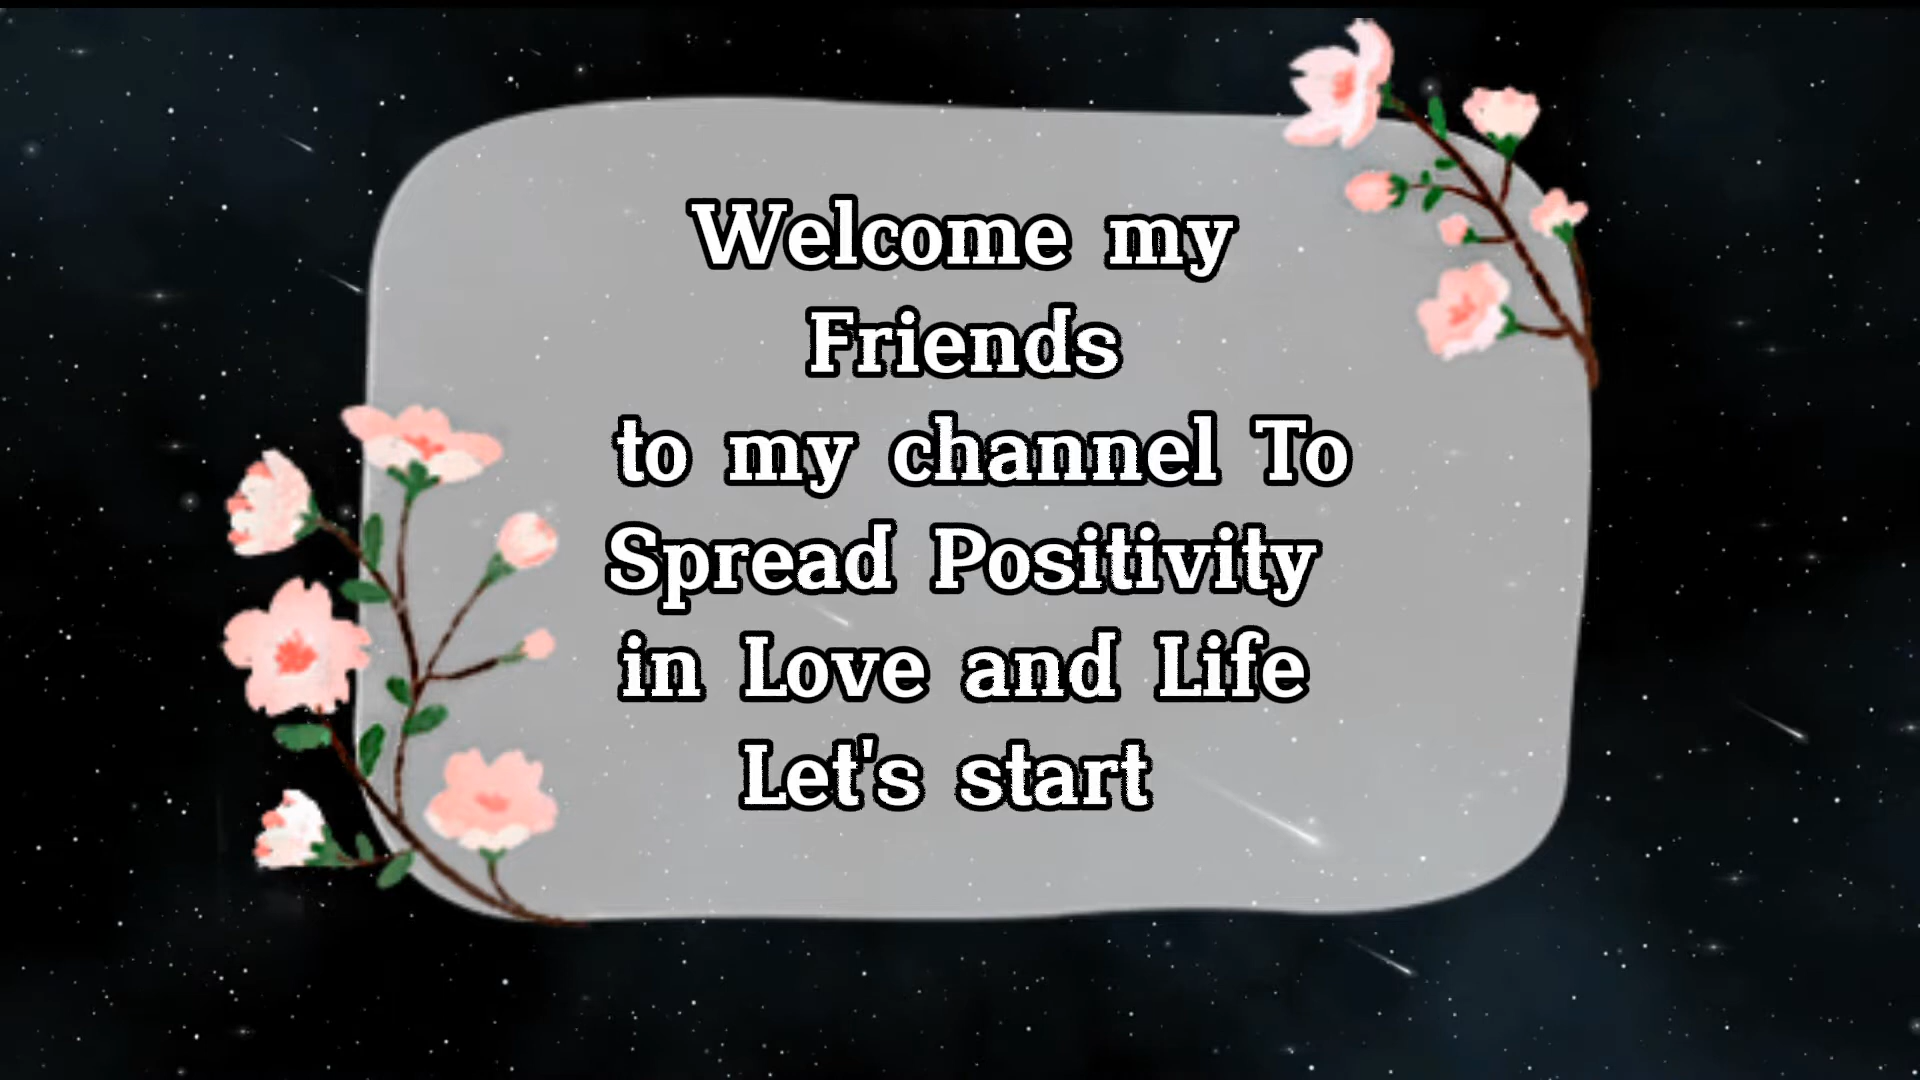 Welcome my
Friends
to my channel To
Spread Positivity
in Love and Life
Let's start